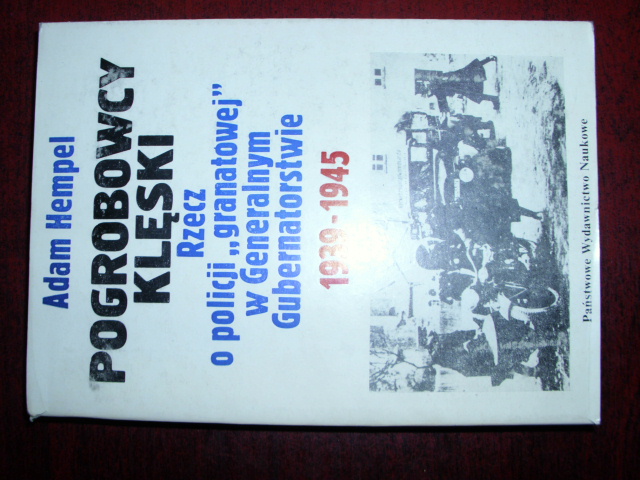 Adam Hempel
POGROBOWCY
KLĘSKI
Rzecz
o policji „granatowej”
w Generalnym
Gubernatorstwie
1939-1945
Państwowe Wydawnictwo Naukowe